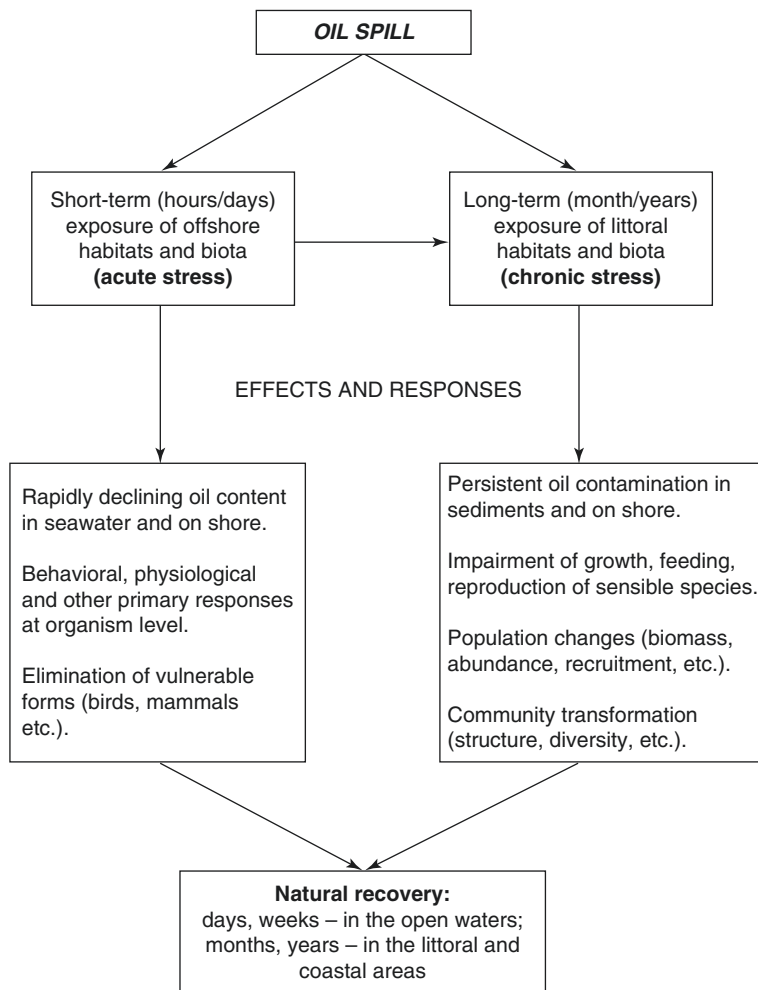 OIL SPILL
Short-term (hours/days)
exposure of offshore
habitats and biota
(acute stress)
Long-term (month/years)
exposure of littoral
habitats and biota
(chronic stress)
EFFECTS AND RESPONSES
Rapidly declining oil content
in seawater and on shore.
Behavioral, physiological
and other primary responses
at organism level.
Elimination of vulnerable
forms (birds, mammals
etc.).
Persistent oil contamination in
sediments and on shore.
Impairment of growth, feeding,
reproduction of sensible species.
Population changes (biomass,
abundance, recruitment, etc.).
Community transformation
(structure, diversity, etc.).
Natural recovery:
days, weeks – in the open waters;
months, years – in the littoral and
coastal areas